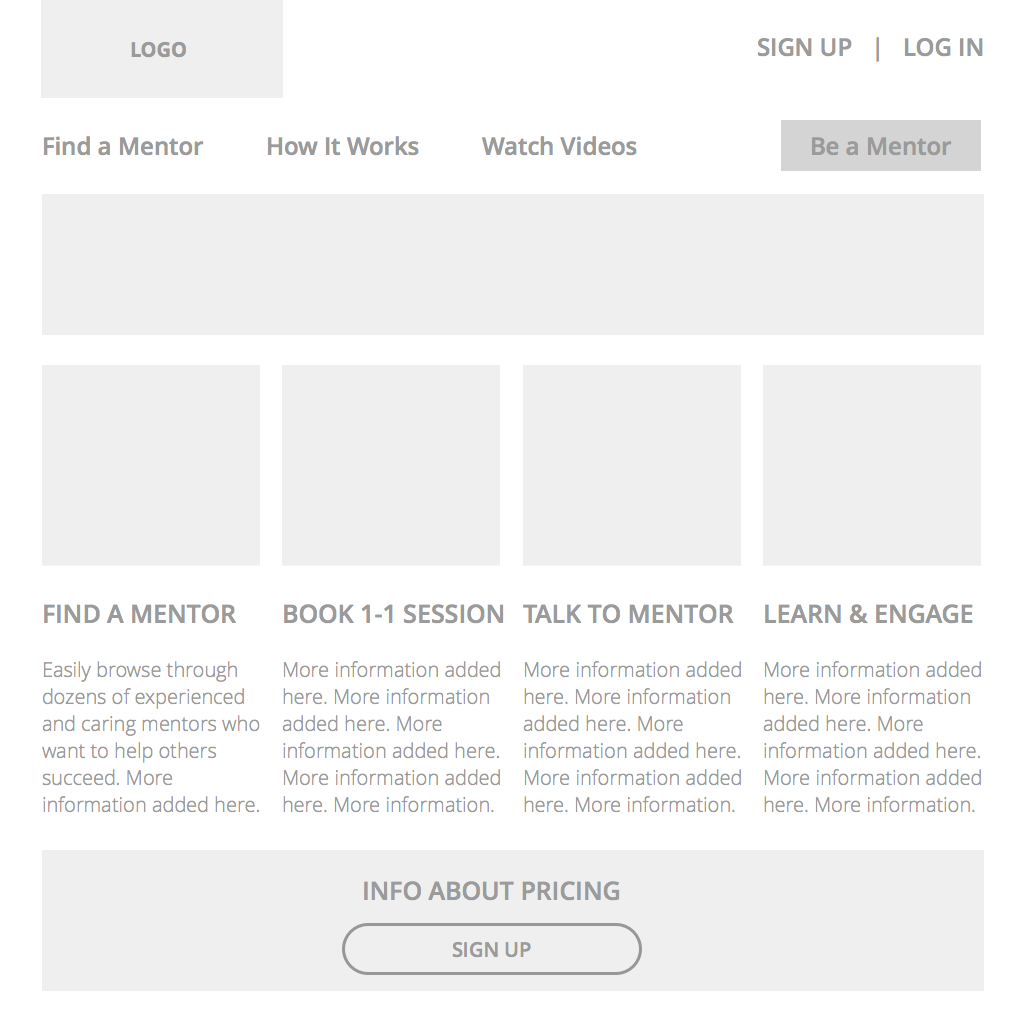 LOGO
SIGN UP | LOG IN
Find a Mentor How It Works Watch Videos Be a Mentor
FIND A MENTOR
Easily browse through
dozens of experienced
and caring mentors who
want to help others
succeed. More
information added here.
BOOK 1-1 SESSION
More information added
here. More information
added here. More
information added here.
More information added
here. More information.
TALK TO MENTOR
More information added
here. More information
added here. More
information added here.
More information added
here. More information.
LEARN & ENGAGE
More information added
here. More information
added here. More
information added here.
More information added
here. More information.
INFO ABOUT PRICING
SIGN UP